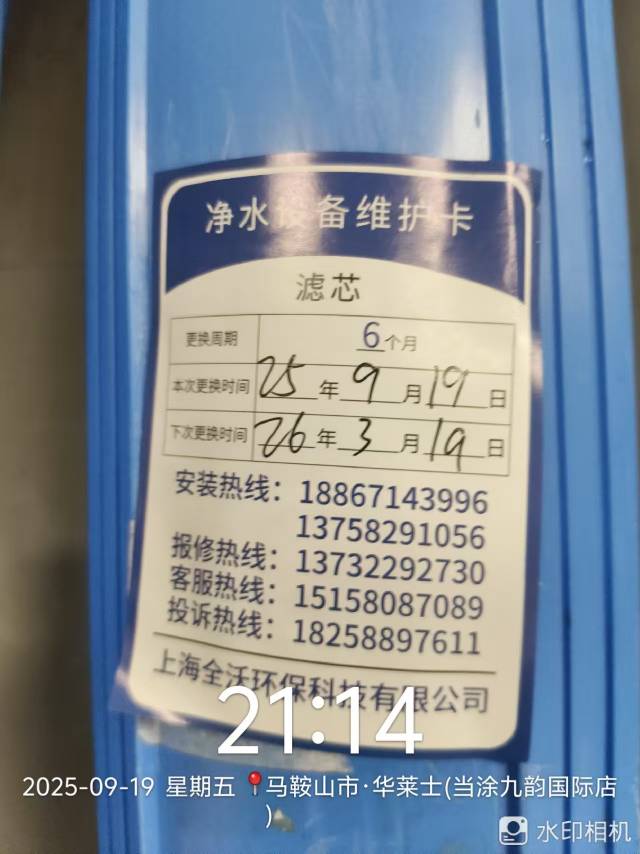 净水设备维护卡
滤芯
更换周期 6个月
本次更换时间 25年9月19日
下次更换时间 26年3月19日
安装热线：18867143996
13758291056
报修热线：13732292730
客服热线：15158087089
投诉热线：18258897611
上海全沃环保科技有限公司
21:14
2025-09-19 星期五 📍马鞍山市·华莱士(当涂九韵国际店
)
水印相机